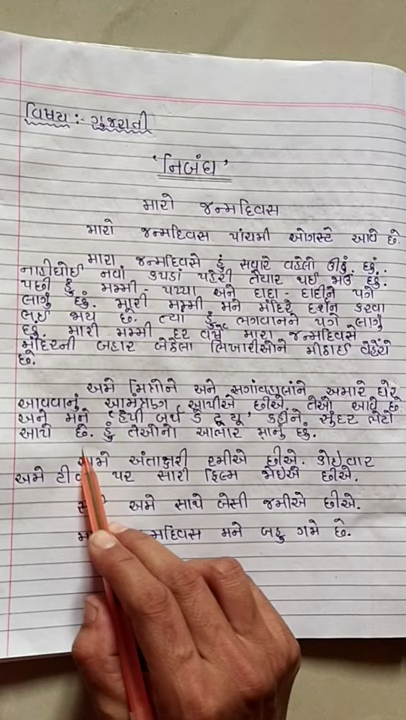 વિષય :- ગુજરાતી
'નિબંધ'
મારો જન્મદિવસ
મારો જન્મદિવસ પાંચમી ઓગસ્ટે આવે છે.
મારા જન્મદિવસે હું સવારે વહેલી ઊઠું છું.
નાહીધોઈ નવાં કપડાં પહેરી તૈયાર થઈ જાઉં છું.
પછી હું મમ્મી - પપ્પા અને દાદા - દાદીને પગે
લાગું છું. મારી મમ્મી મને મંદિરે દર્શન કરવા
લઈ જાય છે. ત્યા હું ભગવાનને પગે લાગું
છું. મારી મમ્મી દર વર્ષે મારા જન્મદિવસે
મંદિરની બહાર બેઠેલા ભિખારીઓને મીઠાઈ વહેંચે
છે.
અમે મિત્રોને અને સગાંવહાલાંને અમારે ઘેર
આવવાનું આમંત્રણ આપીએ છીએ તેઓ આવે છે
અને મને 'હેપી બર્થ ડે ટૂ યૂ' કહીને સુંદર ભેટો
આપે છે. હું તેઓનો આભાર માનું છું.
અમે અંતાક્ષરી રમીએ છીએ. કોઈવાર
અમે ટીવી પર સારી ફિલ્મ જોઈએ છીએ.
અમે સાથે બેસી જમીએ છીએ.
જન્મદિવસ મને બહુ ગમે છે.